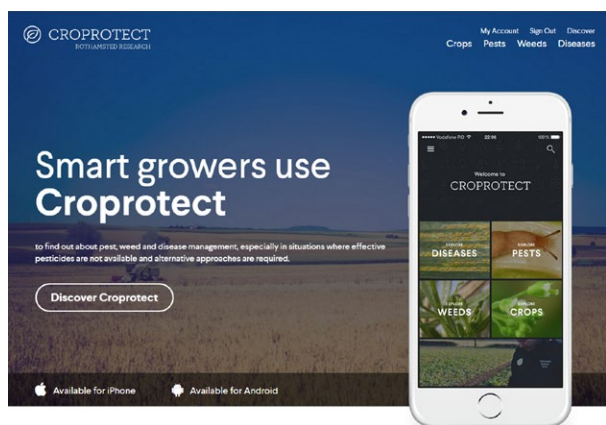 CROPROTECT
ROTHAMSTED RESEARCH
My Account Sign Out Discover
Crops Pests Weeds Diseases
Smart growers use
Croprotect
to find out about pest, weed and disease management, especially in situations where effective
pesticides are not available and alternative approaches are required.
Discover Croprotect
Available for iPhone
Available for Android
22:56
100%
Welcome to
CROPROTECT
EXPLORE
DISEASES
EXPLORE
PESTS
EXPLORE
WEEDS
EXPLORE
CROPS